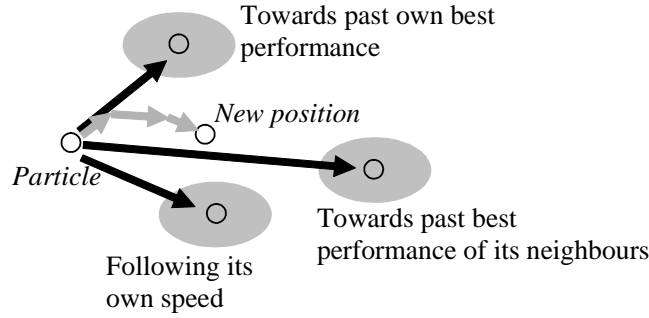 Towards past own best
performance
New position
Particle
Towards past best
performance of its neighbours
Following its
own speed